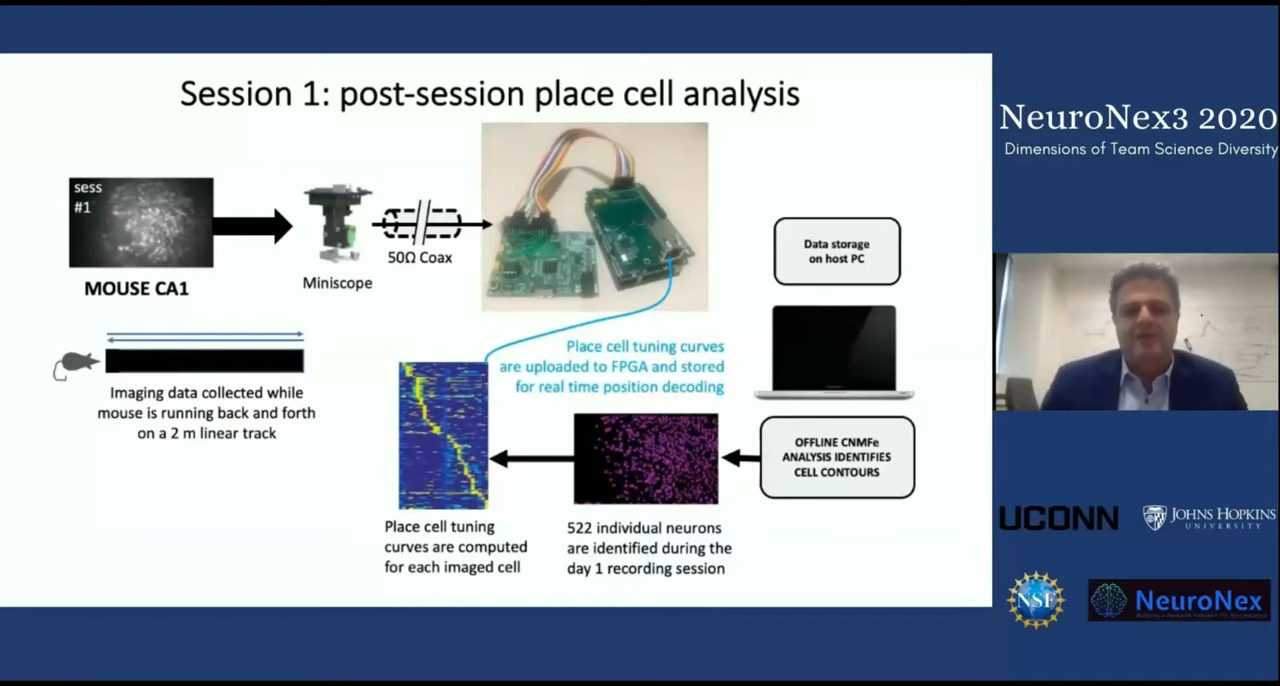 Session 1: post-session place cell analysis
sess
#1
MOUSE CA1
Miniscope
50Ω Coax
Data storage
on host PC
Imaging data collected while
mouse is running back and forth
on a 2 m linear track
Place cell tuning curves
are uploaded to FPGA and stored
for real time position decoding
OFFLINE CNMFe
ANALYSIS IDENTIFIES
CELL CONTOURS
Place cell tuning
curves are computed
for each imaged cell
522 individual neurons
are identified during the
day 1 recording session
NeuroNex3 2020
Dimensions of Team Science Diversity
UCONN
JOHNS HOPKINS
UNIVERSITY
NSF
NeuroNex